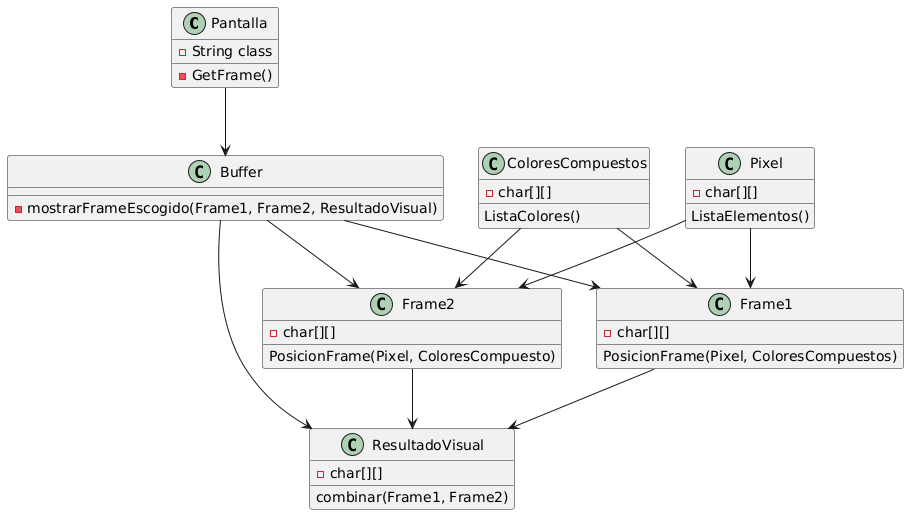 C Pantalla
String class
GetFrame()
C Buffer
mostrarFrameEscogido(Frame1, Frame2, ResultadoVisual)
C ColoresCompuestos
char[][]
ListaColores()
C Pixel
char[][]
ListaElementos()
C Frame2
char[][]
PosicionFrame(Pixel, ColoresCompuesto)
C Frame1
char[][]
PosicionFrame(Pixel, ColoresCompuestos)
C ResultadoVisual
char[][]
combinar(Frame1, Frame2)